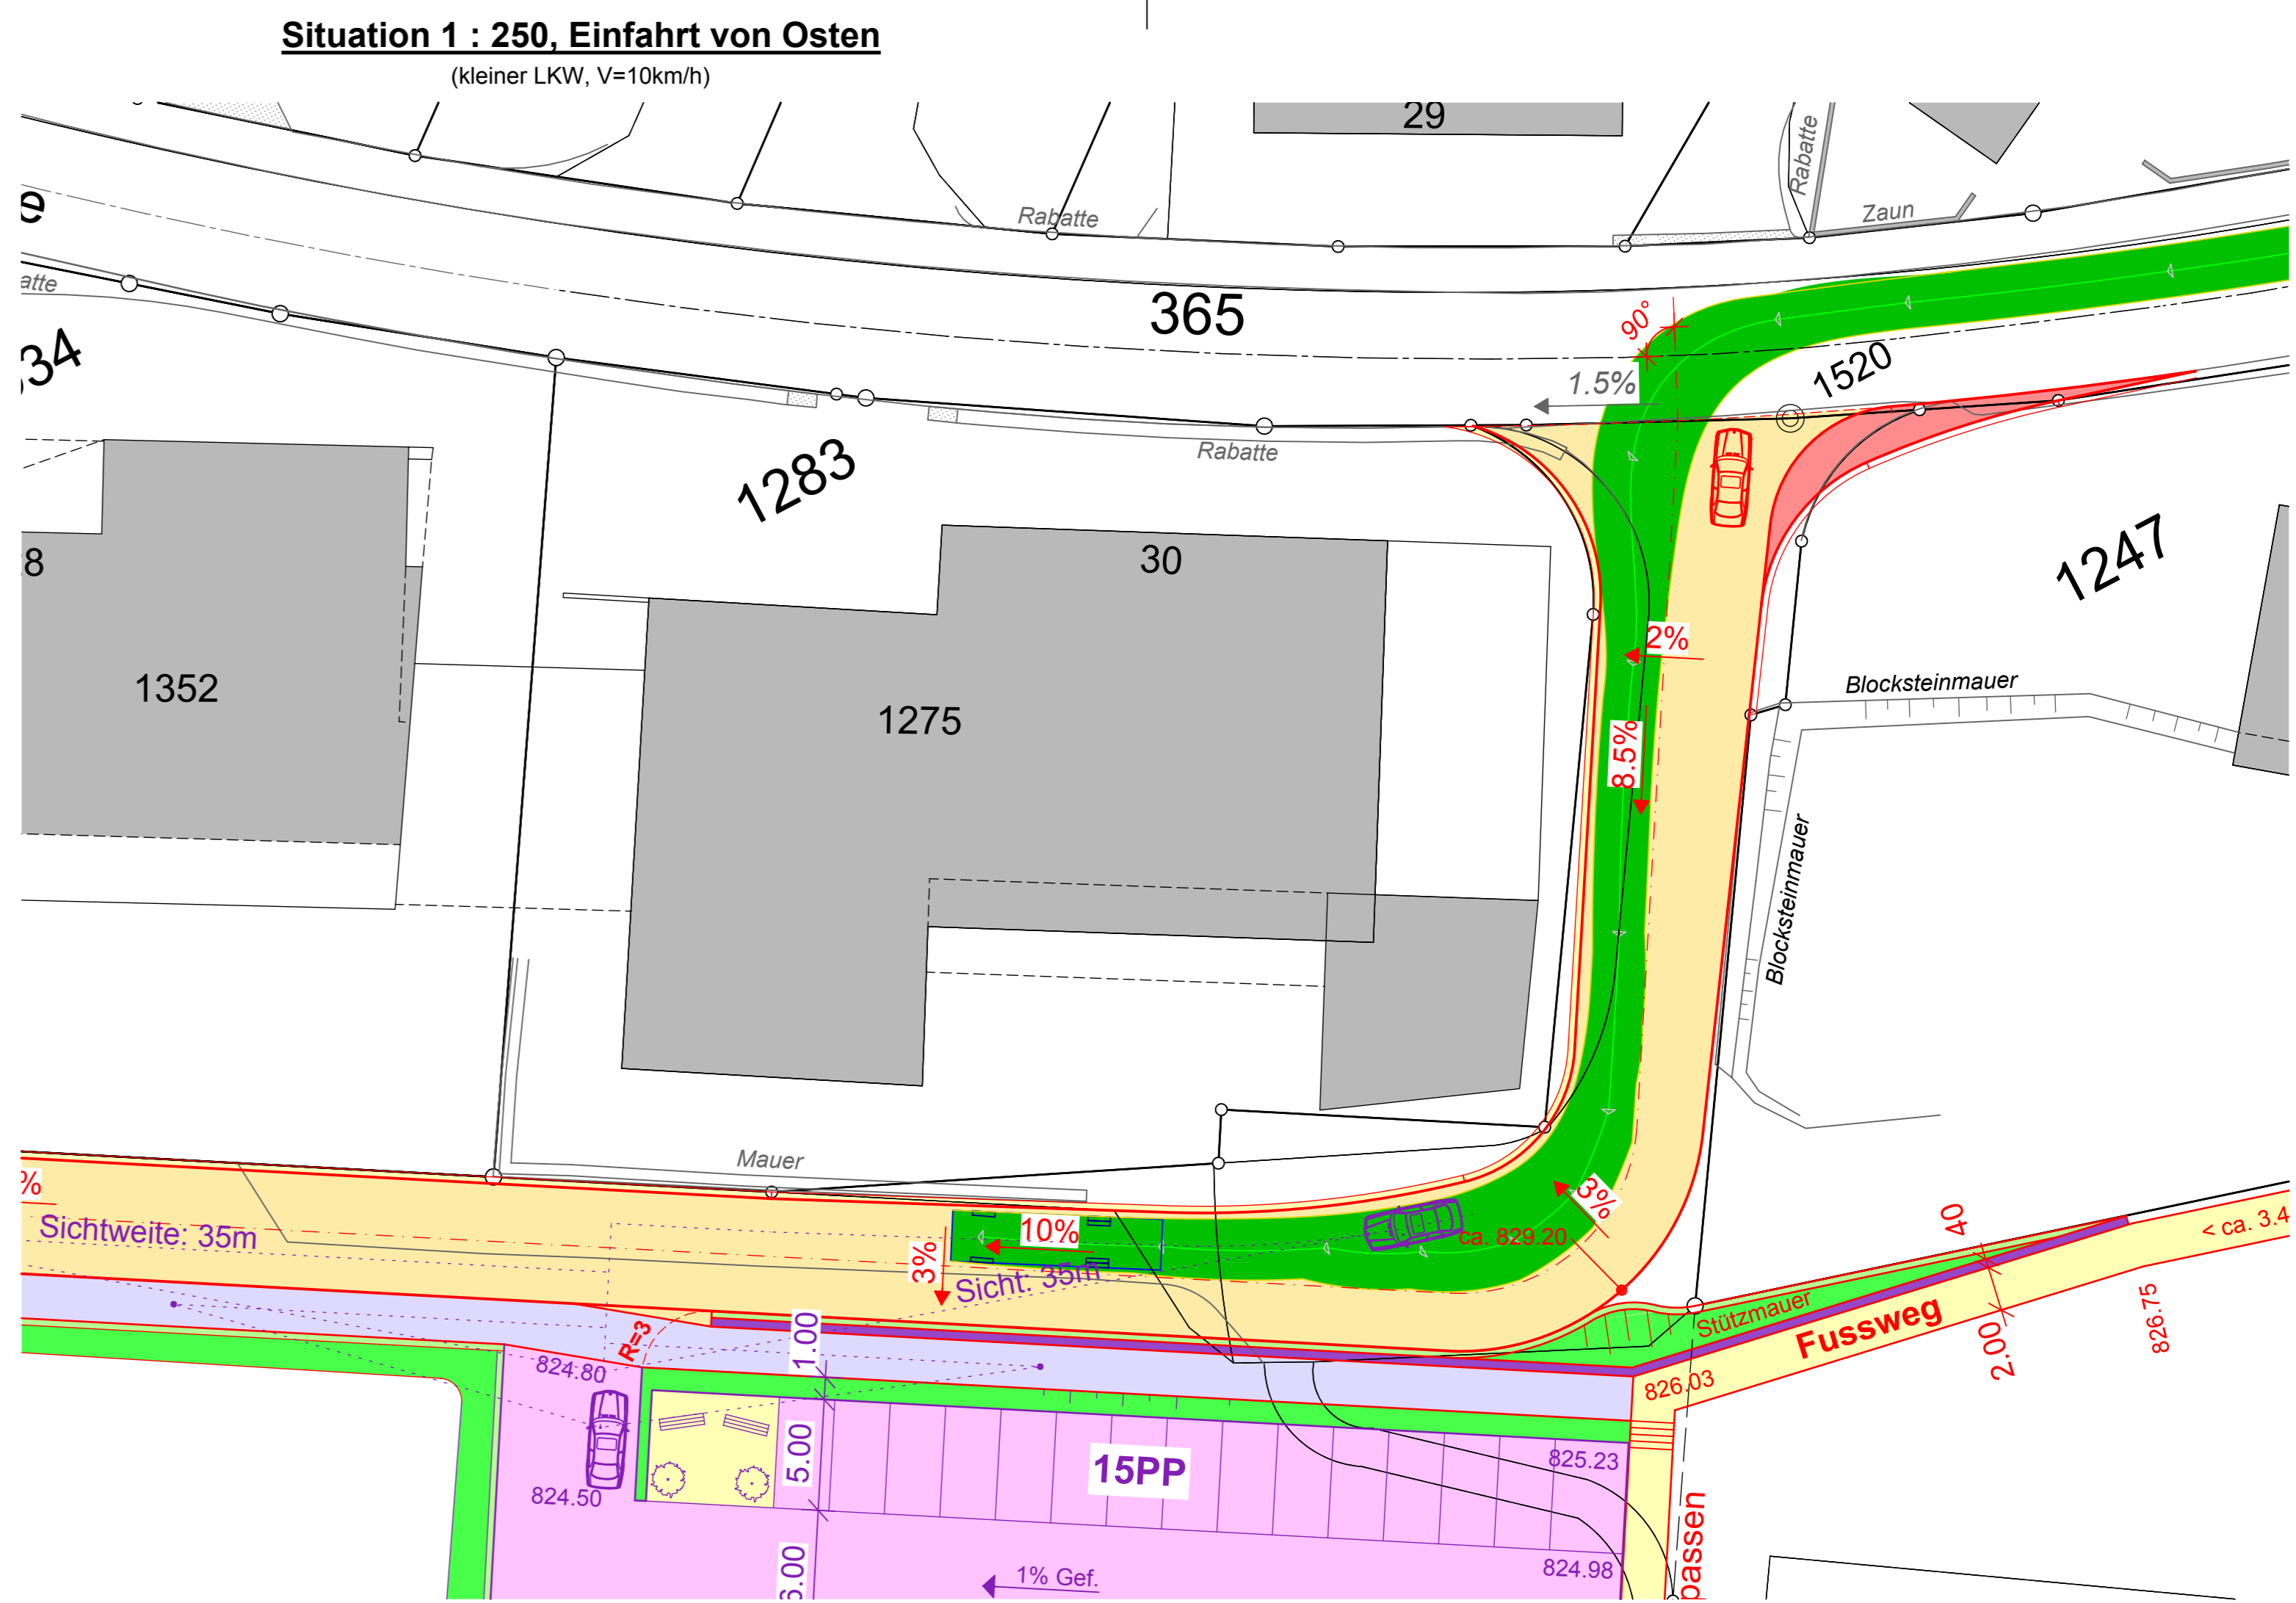 Situation 1 : 250, Einfahrt von Osten
(kleiner LKW, V=10km/h)
29
Rabatte
Rabatte
Zaun
e
atte
34
365
90°
1.5%
1520
Rabatte
1283
30
1247
8
1352
1275
2%
8.5%
Blocksteinmauer
Blocksteinmauer
Mauer
%
Sichtweite: 35m
10%
3%
Sicht: 35m
3%
ca. 829.20
40
< ca. 3.4
Stützmauer
Fussweg
2.00
826.75
R=3
1.00
824.80
826.03
5.00
15PP
825.23
824.50
6.00
1% Gef.
824.98
passen